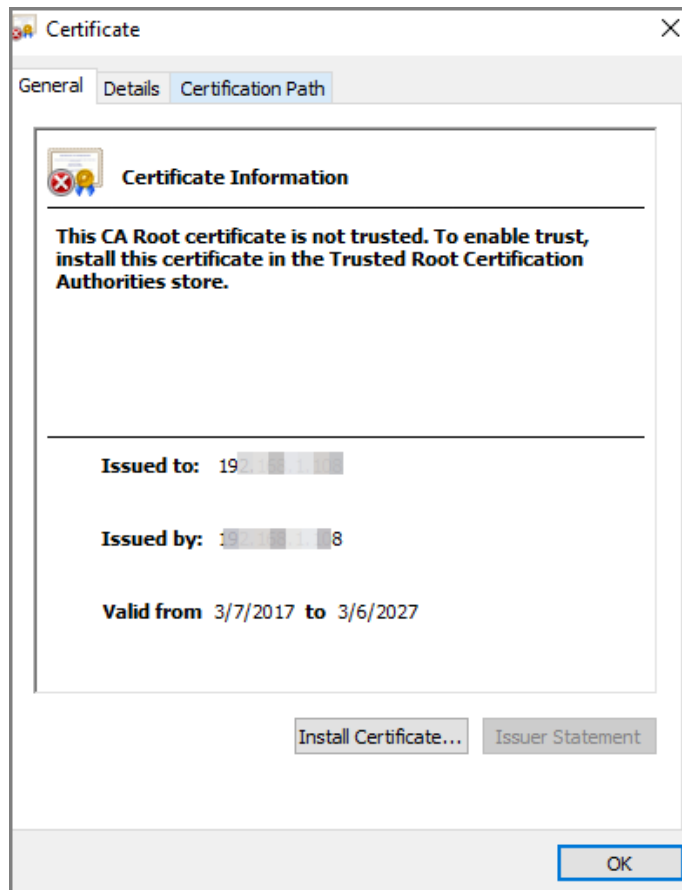 Certificate
General Details Certification Path
Certificate Information
This CA Root certificate is not trusted. To enable trust,
install this certificate in the Trusted Root Certification
Authorities store.
Issued to:
Issued by:
Valid from 3/7/2017 to 3/6/2027
Install Certificate... Issuer Statement
OK